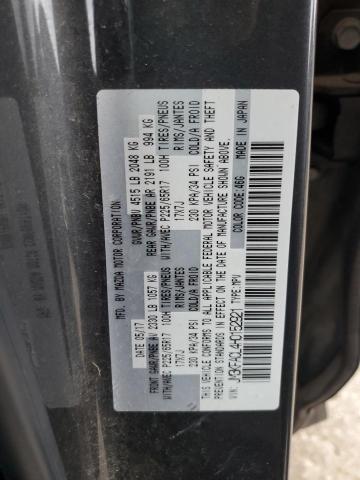 MFD BY MAZDA MOTOR CORPORATION
DATE 05/17 GVWR/PNBV 4515 LB 2048 KG
FRONT GAWR/PNBE AV 2330 LB 1057 KG REAR GAWR/PNBE AR 2191 LB 994 KG
WITH/AVEC P225/65R17 100H TIRES/PNEUS WITH/AVEC P225/65R17 100H TIRES/PNEUS
17X7J RIMS/JANTES 17X7J RIMS/JANTES
230 KPA/34 PSI COLD/A FROID 230 KPA/34 PSI COLD/A FROID
THIS VEHICLE CONFORMS TO ALL APPLICABLE FEDERAL MOTOR VEHICLE SAFETY AND THEFT
PREVENTION STANDARDS IN EFFECT ON THE DATE OF MANUFACTURE SHOWN ABOVE.
VIN: TYPE: MPV COLOR CODE: 46G MADE IN JAPAN